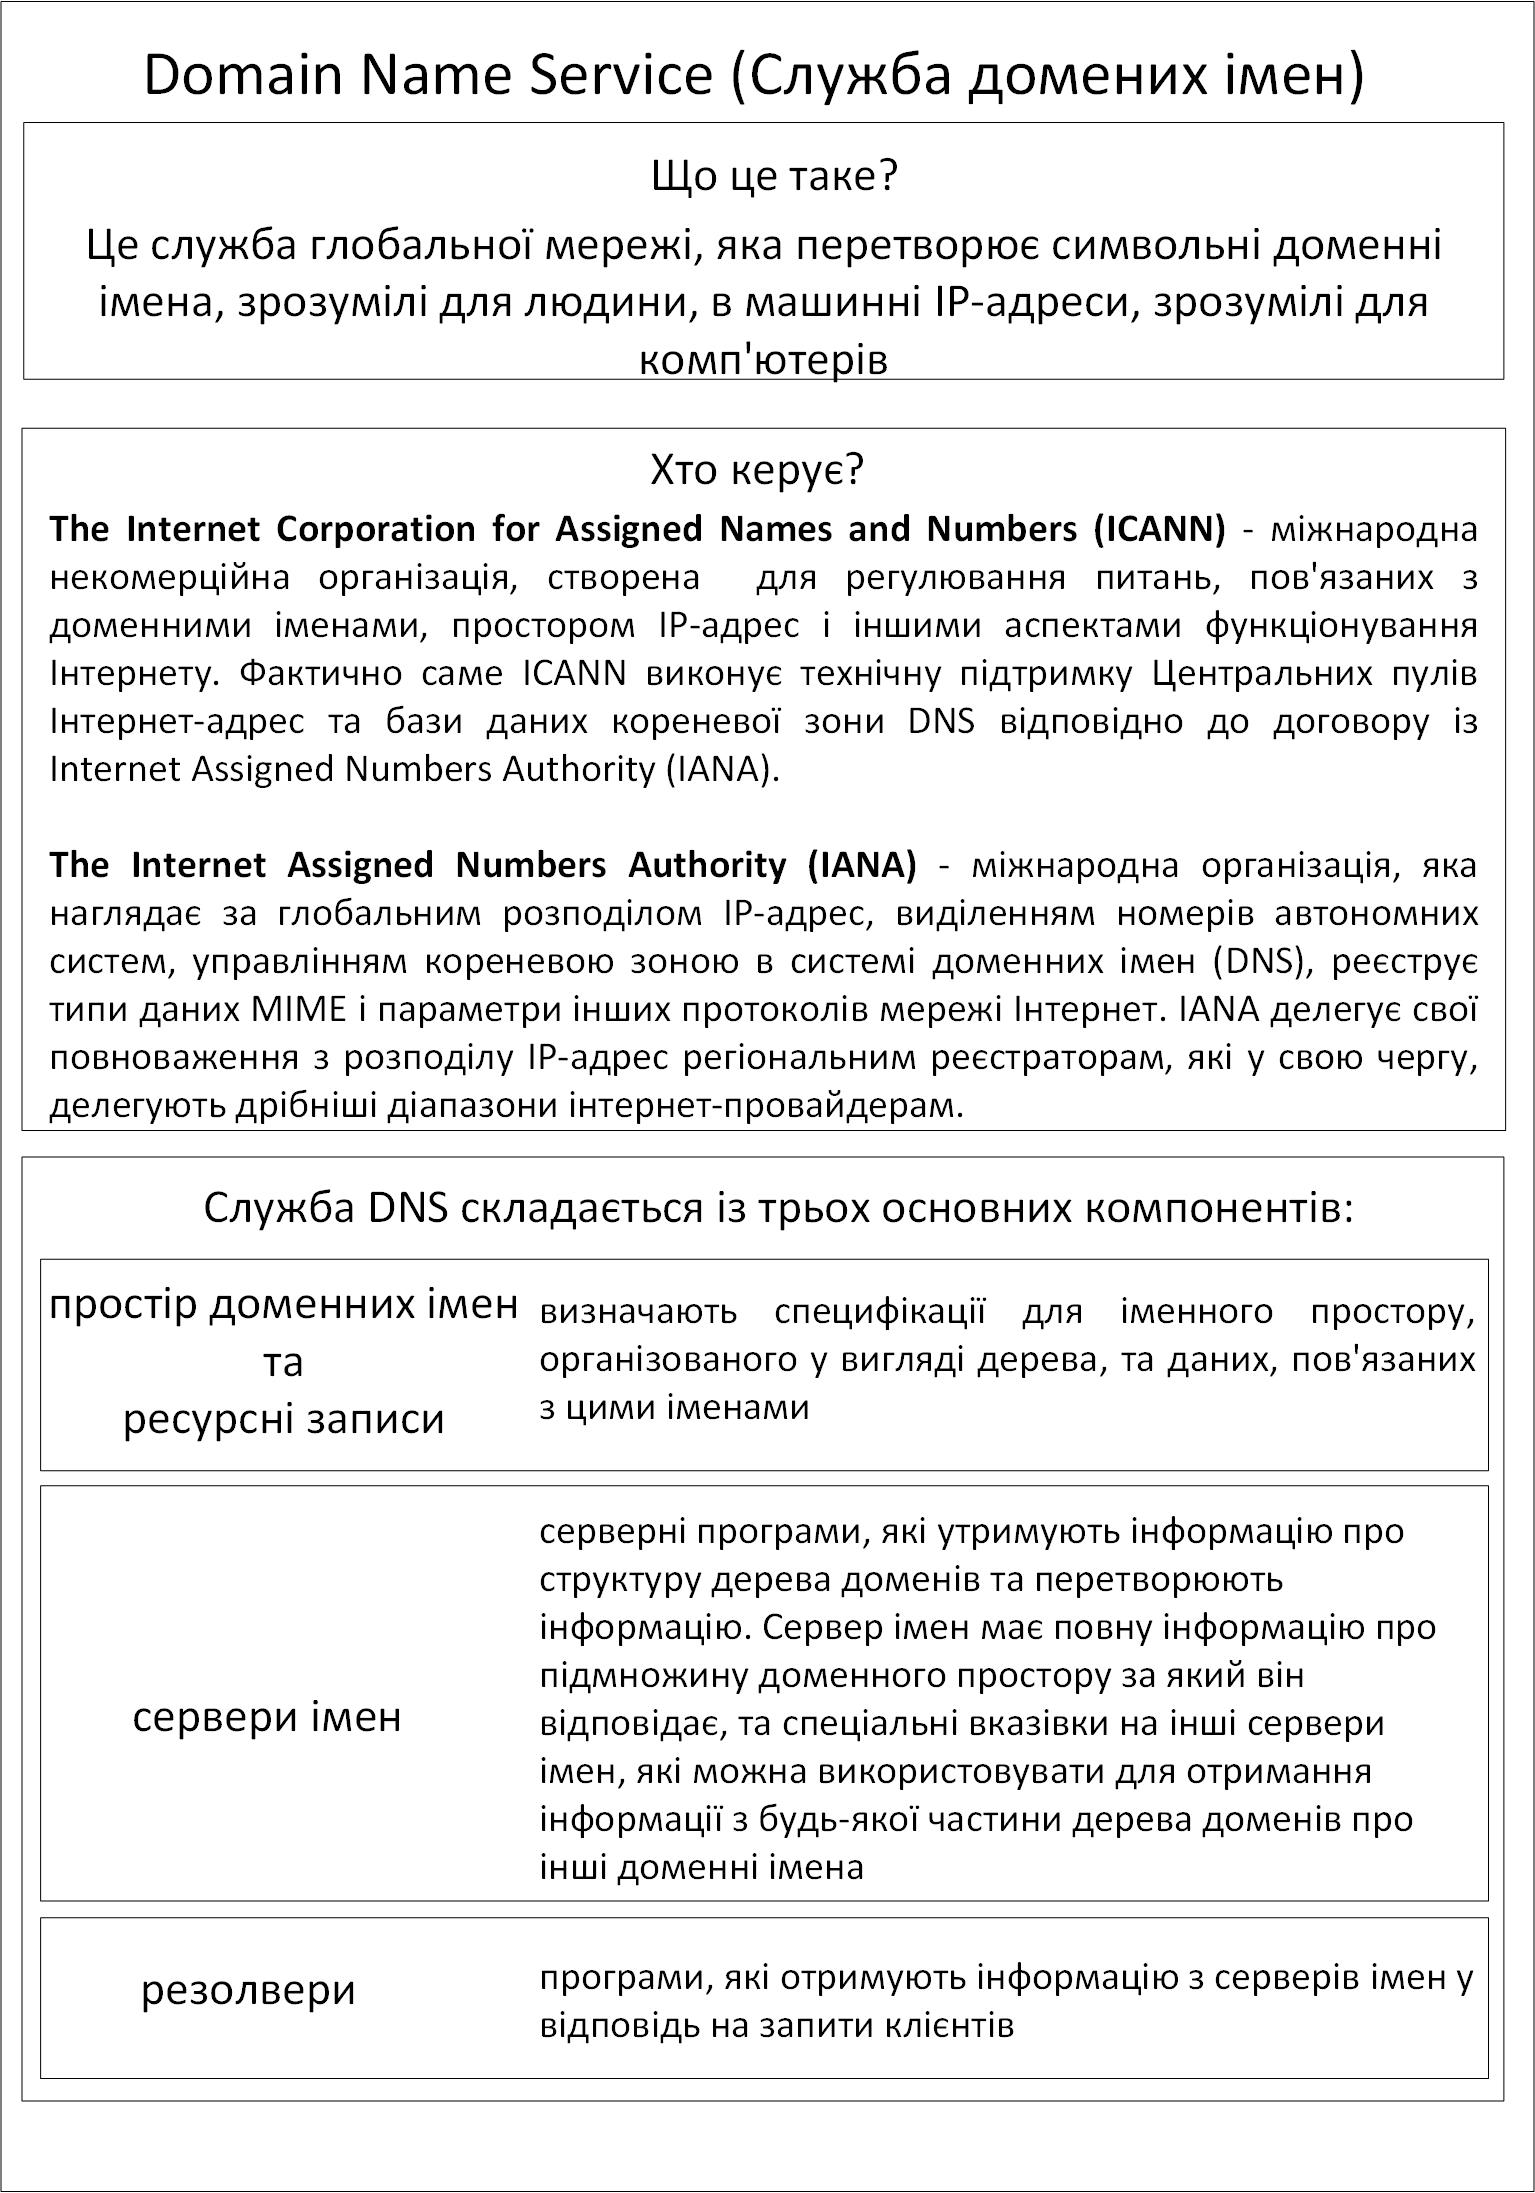 Domain Name Service (Служба домених імен)
Що це таке?
Це служба глобальної мережі, яка перетворює символьні доменні
імена, зрозумілі для людини, в машинні IP-адреси, зрозумілі для
комп'ютерів
Хто керує?
The Internet Corporation for Assigned Names and Numbers (ICANN) - міжнародна
некомерційна організація, створена для регулювання питань, пов'язаних з
доменними іменами, простором IP-адрес і іншими аспектами функціонування
Інтернету. Фактично саме ICANN виконує технічну підтримку Центральних пулів
Інтернет-адрес та бази даних кореневої зони DNS відповідно до договору із
Internet Assigned Numbers Authority (IANA).
The Internet Assigned Numbers Authority (IANA) - міжнародна організація, яка
наглядає за глобальним розподілом IP-адрес, виділенням номерів автономних
систем, управлінням кореневою зоною в системі доменних імен (DNS), реєструє
типи даних MIME і параметри інших протоколів мережі Інтернет. IANA делегує свої
повноваження з розподілу IP-адрес регіональним реєстраторам, які у свою чергу,
делегують дрібніші діапазони інтернет-провайдерам.
Служба DNS складається із трьох основних компонентів:
простір доменних імен
та
ресурсні записи
визначають специфікації для іменного простору,
організованого у вигляді дерева, та даних, пов'язаних
з цими іменами
сервери імен
серверні програми, які утримують інформацію про
структуру дерева доменів та перетворюють
інформацію. Сервер імен має повну інформацію про
підмножину доменного простору за який він
відповідає, та спеціальні вказівки на інші сервери
імен, які можна використовувати для отримання
інформації з будь-якої частини дерева доменів про
інші доменні імена
резолвери
програми, які отримують інформацію з серверів імен у
відповідь на запити клієнтів